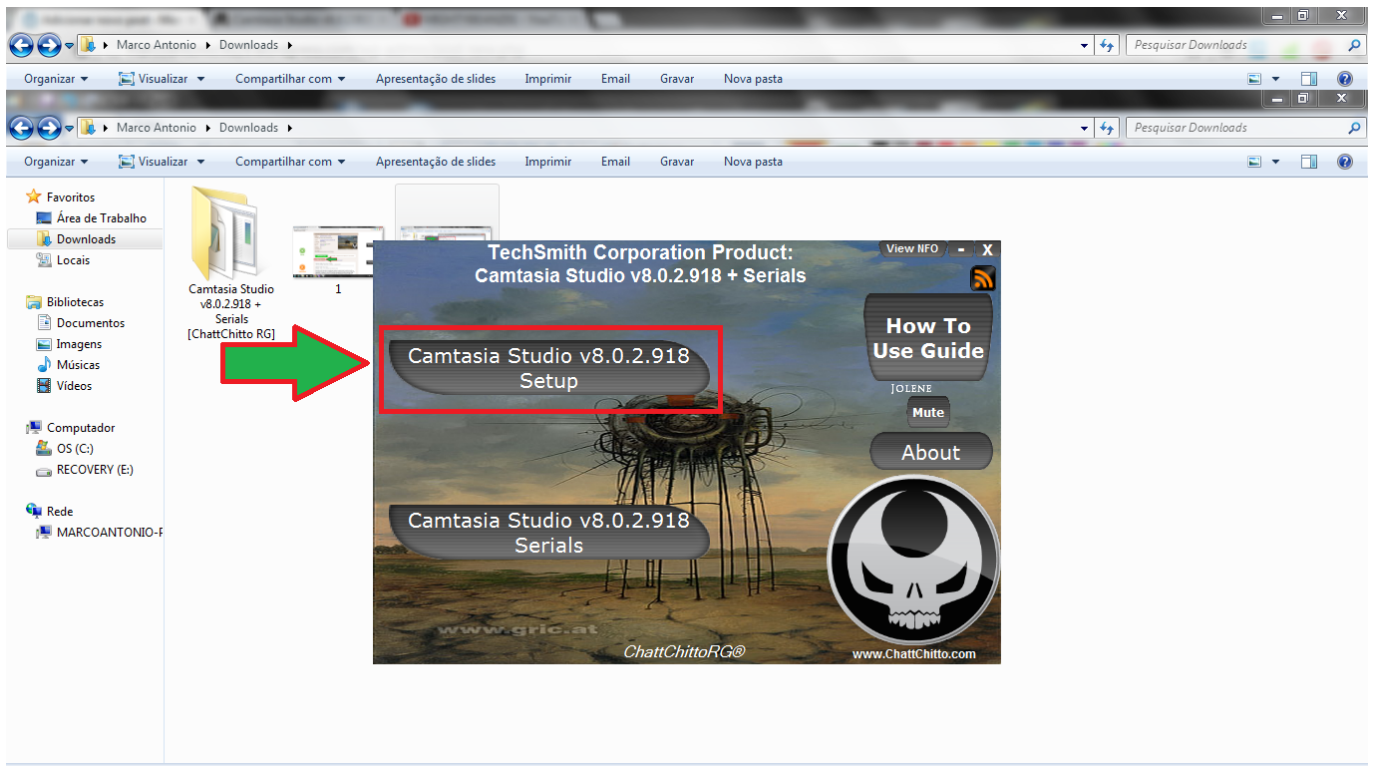 Marco Antonio Downloads
Pesquisar Downloads
Organizar Visualizar Compartilhar com Apresentação de slides Imprimir Email Gravar Nova pasta
Marco Antonio Downloads
Pesquisar Downloads
Organizar Visualizar Compartilhar com Apresentação de slides Imprimir Email Gravar Nova pasta
Favoritos
Área de Trabalho
Downloads
Locais
Bibliotecas
Documentos
Imagens
Músicas
Vídeos
Computador
OS (C:)
RECOVERY (E:)
Rede
MARCOANTONIO-P
Camtasia Studio
v8.0.2.918 +
Serials
[ChattChitto RG]
1
TechSmith Corporation Product:
Camtasia Studio v8.0.2.918 + Serials
View NFO - X
Camtasia Studio v8.0.2.918
Setup
How To
Use Guide
JOLENE
Mute
About
Camtasia Studio v8.0.2.918
Serials
www.gric.at
ChattChittoRG®
www.ChattChitto.com